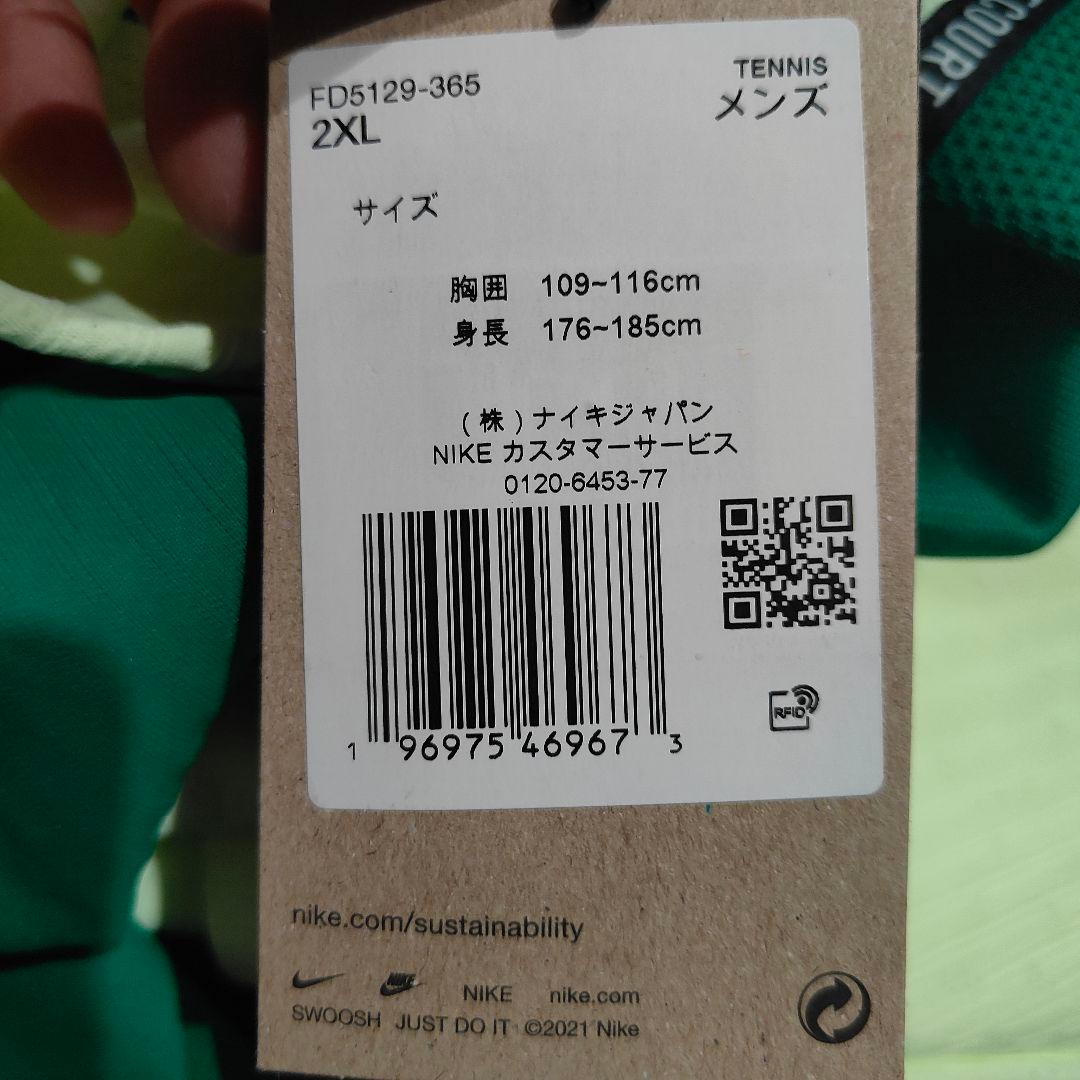 FD5129-365
2XL
TENNIS
メンズ
サイズ
胸囲 109~116cm
身長 176~185cm
(株)ナイキジャパン
NIKE カスタマーサービス
0120-6453-77
1 96975 46967 3
RFID
nike.com/sustainability
NIKE nike.com
SWOOSH JUST DO IT ©2021 Nike
COURT